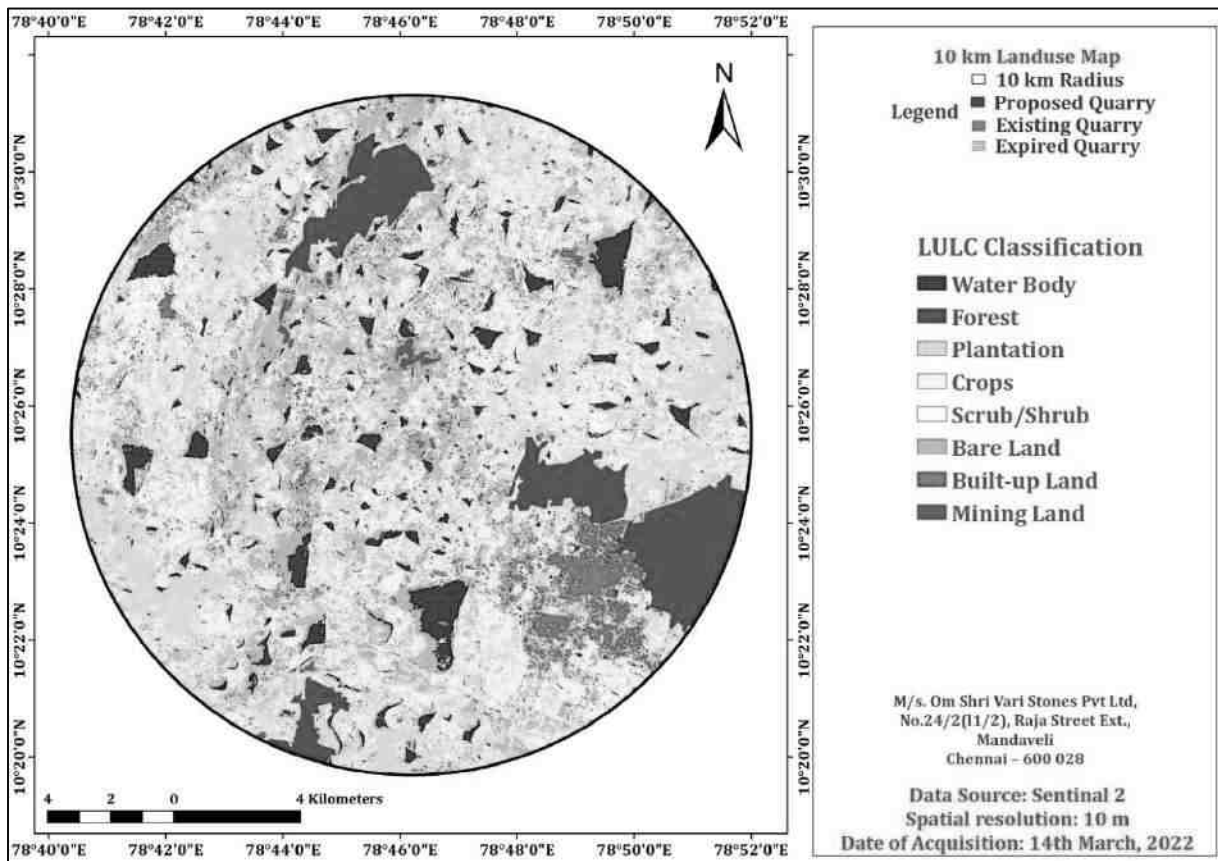 78°40'0"E 78°42'0"E 78°44'0"E 78°46'0"E 78°48'0"E 78°50'0"E 78°52'0"E
N
10°30'0"N 10°30'0"N
10°28'0"N 10°28'0"N
10°26'0"N 10°26'0"N
10°24'0"N 10°24'0"N
10°22'0"N 10°22'0"N
10°20'0"N 10°20'0"N
4 2 0 4 Kilometers
78°40'0"E 78°42'0"E 78°44'0"E 78°46'0"E 78°48'0"E 78°50'0"E 78°52'0"E
10 km Landuse Map
10 km Radius
Legend
Proposed Quarry
Existing Quarry
Expired Quarry
LULC Classification
Water Body
Forest
Plantation
Crops
Scrub/Shrub
Bare Land
Built-up Land
Mining Land
M/s. Om Shri Vari Stones Pvt Ltd,
No.24/2(11/2), Raja Street Ext.,
Mandaveli
Chennai – 600 028
Data Source: Sentinal 2
Spatial resolution: 10 m
Date of Acquisition: 14th March, 2022